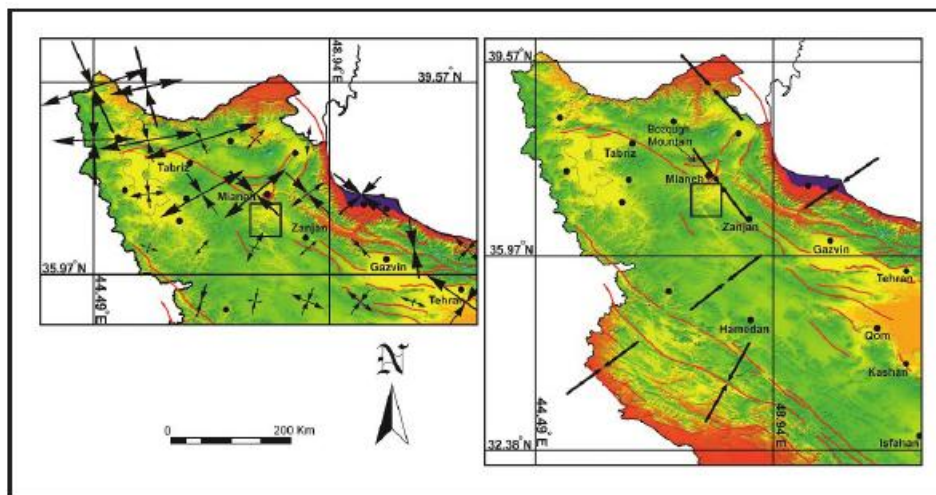 48.94°E
39.57°N
Tabriz
Mianeh
Zanjan
35.97°N
Gazvin
44.49°E
Tehran
N
0 200 Km
39.57°N
Bozgush
Mountain
Tabriz
Mianeh
Zanjan
Gazvin
35.97°N
Tehran
Hamedan
Qom
Kashan
44.49°E
48.94°E
Isfahan
32.38°N